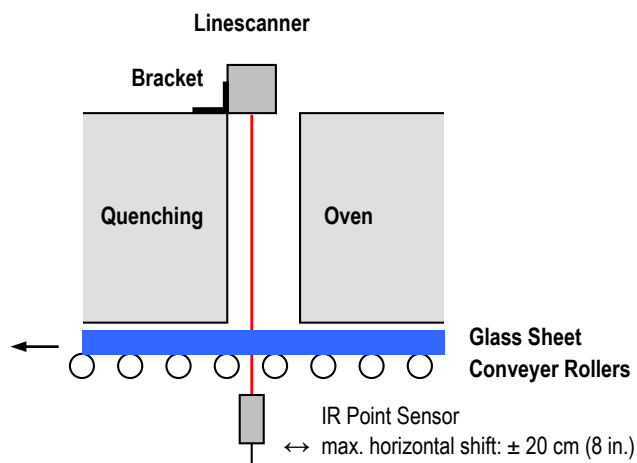 Linescanner
Bracket
Quenching
Oven
Glass Sheet
Conveyer Rollers
IR Point Sensor
↔ max. horizontal shift: ± 20 cm (8 in.)